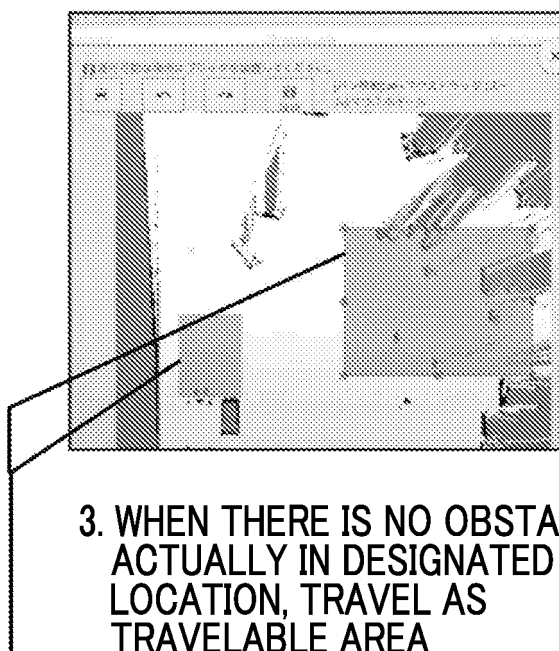 3. WHEN THERE IS NO OBSTA
ACTUALLY IN DESIGNATED
LOCATION, TRAVEL AS
TRAVELABLE AREA